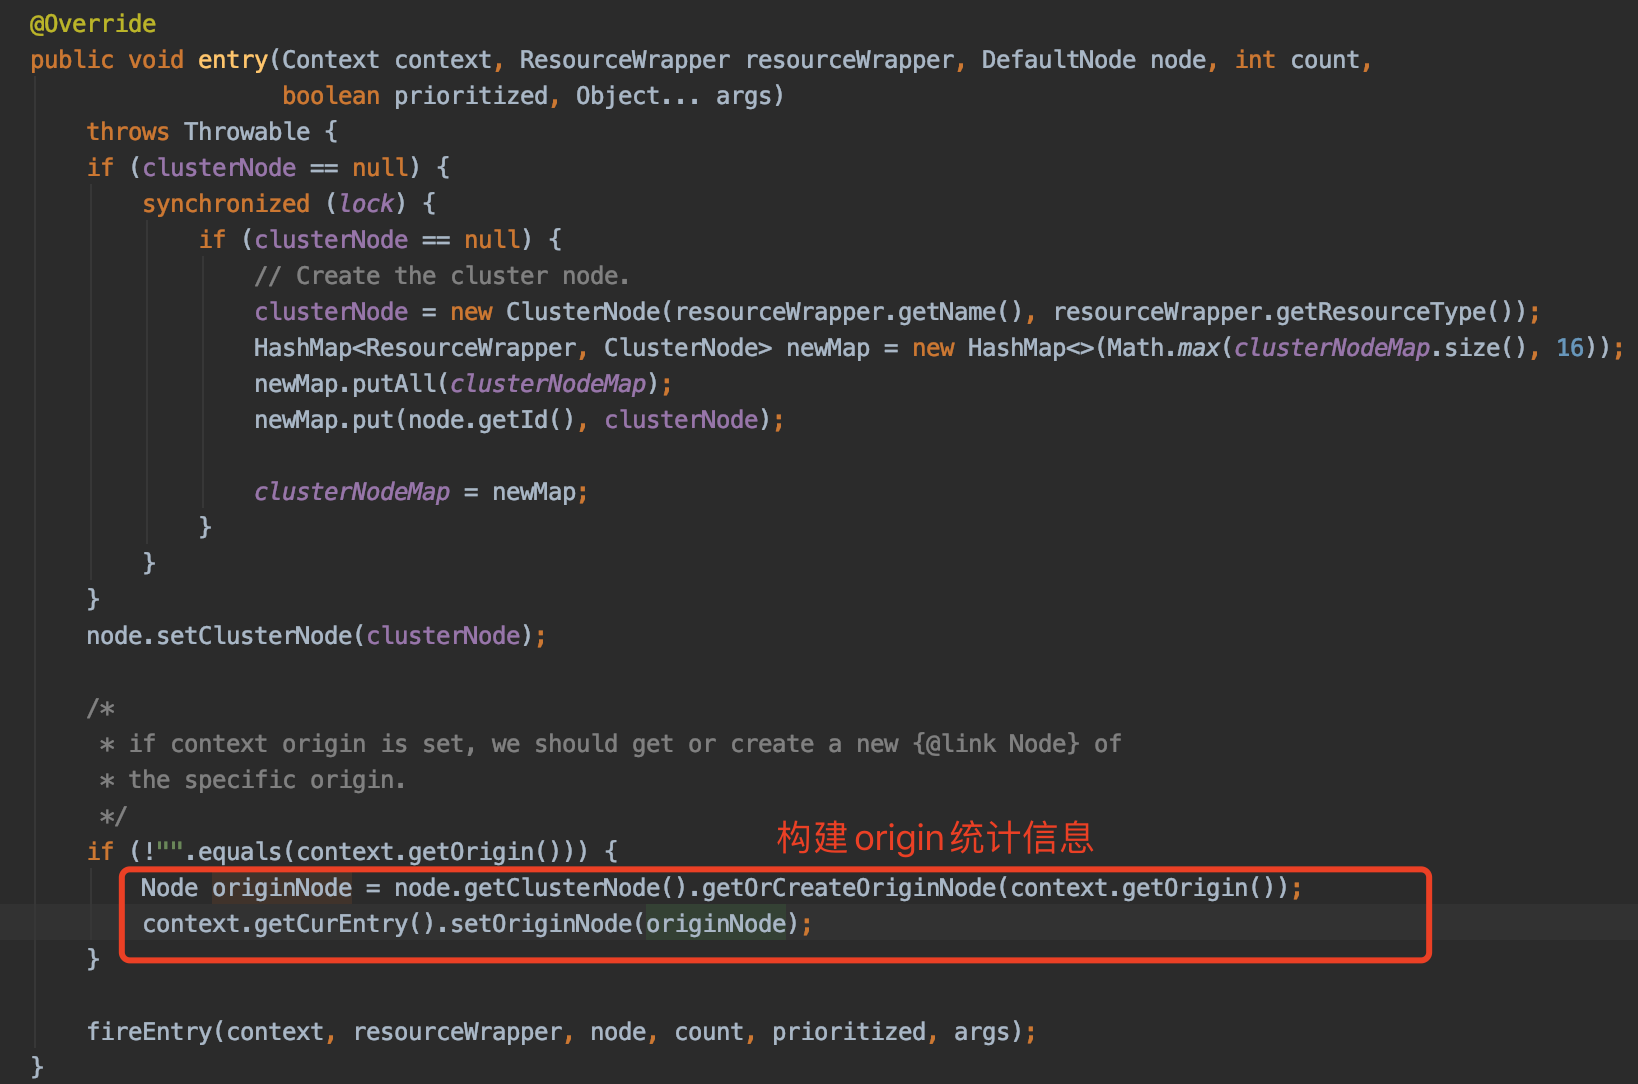 @Override
public void entry(Context context, ResourceWrapper resourceWrapper, DefaultNode node, int count,
                  boolean prioritized, Object... args)
    throws Throwable {
    if (clusterNode == null) {
        synchronized (lock) {
            if (clusterNode == null) {
                // Create the cluster node.
                clusterNode = new ClusterNode(resourceWrapper.getName(), resourceWrapper.getResourceType());
                HashMap<ResourceWrapper, ClusterNode> newMap = new HashMap<>(Math.max(clusterNodeMap.size(), 16));
                newMap.putAll(clusterNodeMap);
                newMap.put(node.getId(), clusterNode);

                clusterNodeMap = newMap;
            }
        }
    }
    node.setClusterNode(clusterNode);

    /*
     * if context origin is set, we should get or create a new {@link Node} of
     * the specific origin.
     */
构建origin统计信息
    if (!"".equals(context.getOrigin())) {
        Node originNode = node.getClusterNode().getOrCreateOriginNode(context.getOrigin());
        context.getCurEntry().setOriginNode(originNode);
    }

    fireEntry(context, resourceWrapper, node, count, prioritized, args);
}